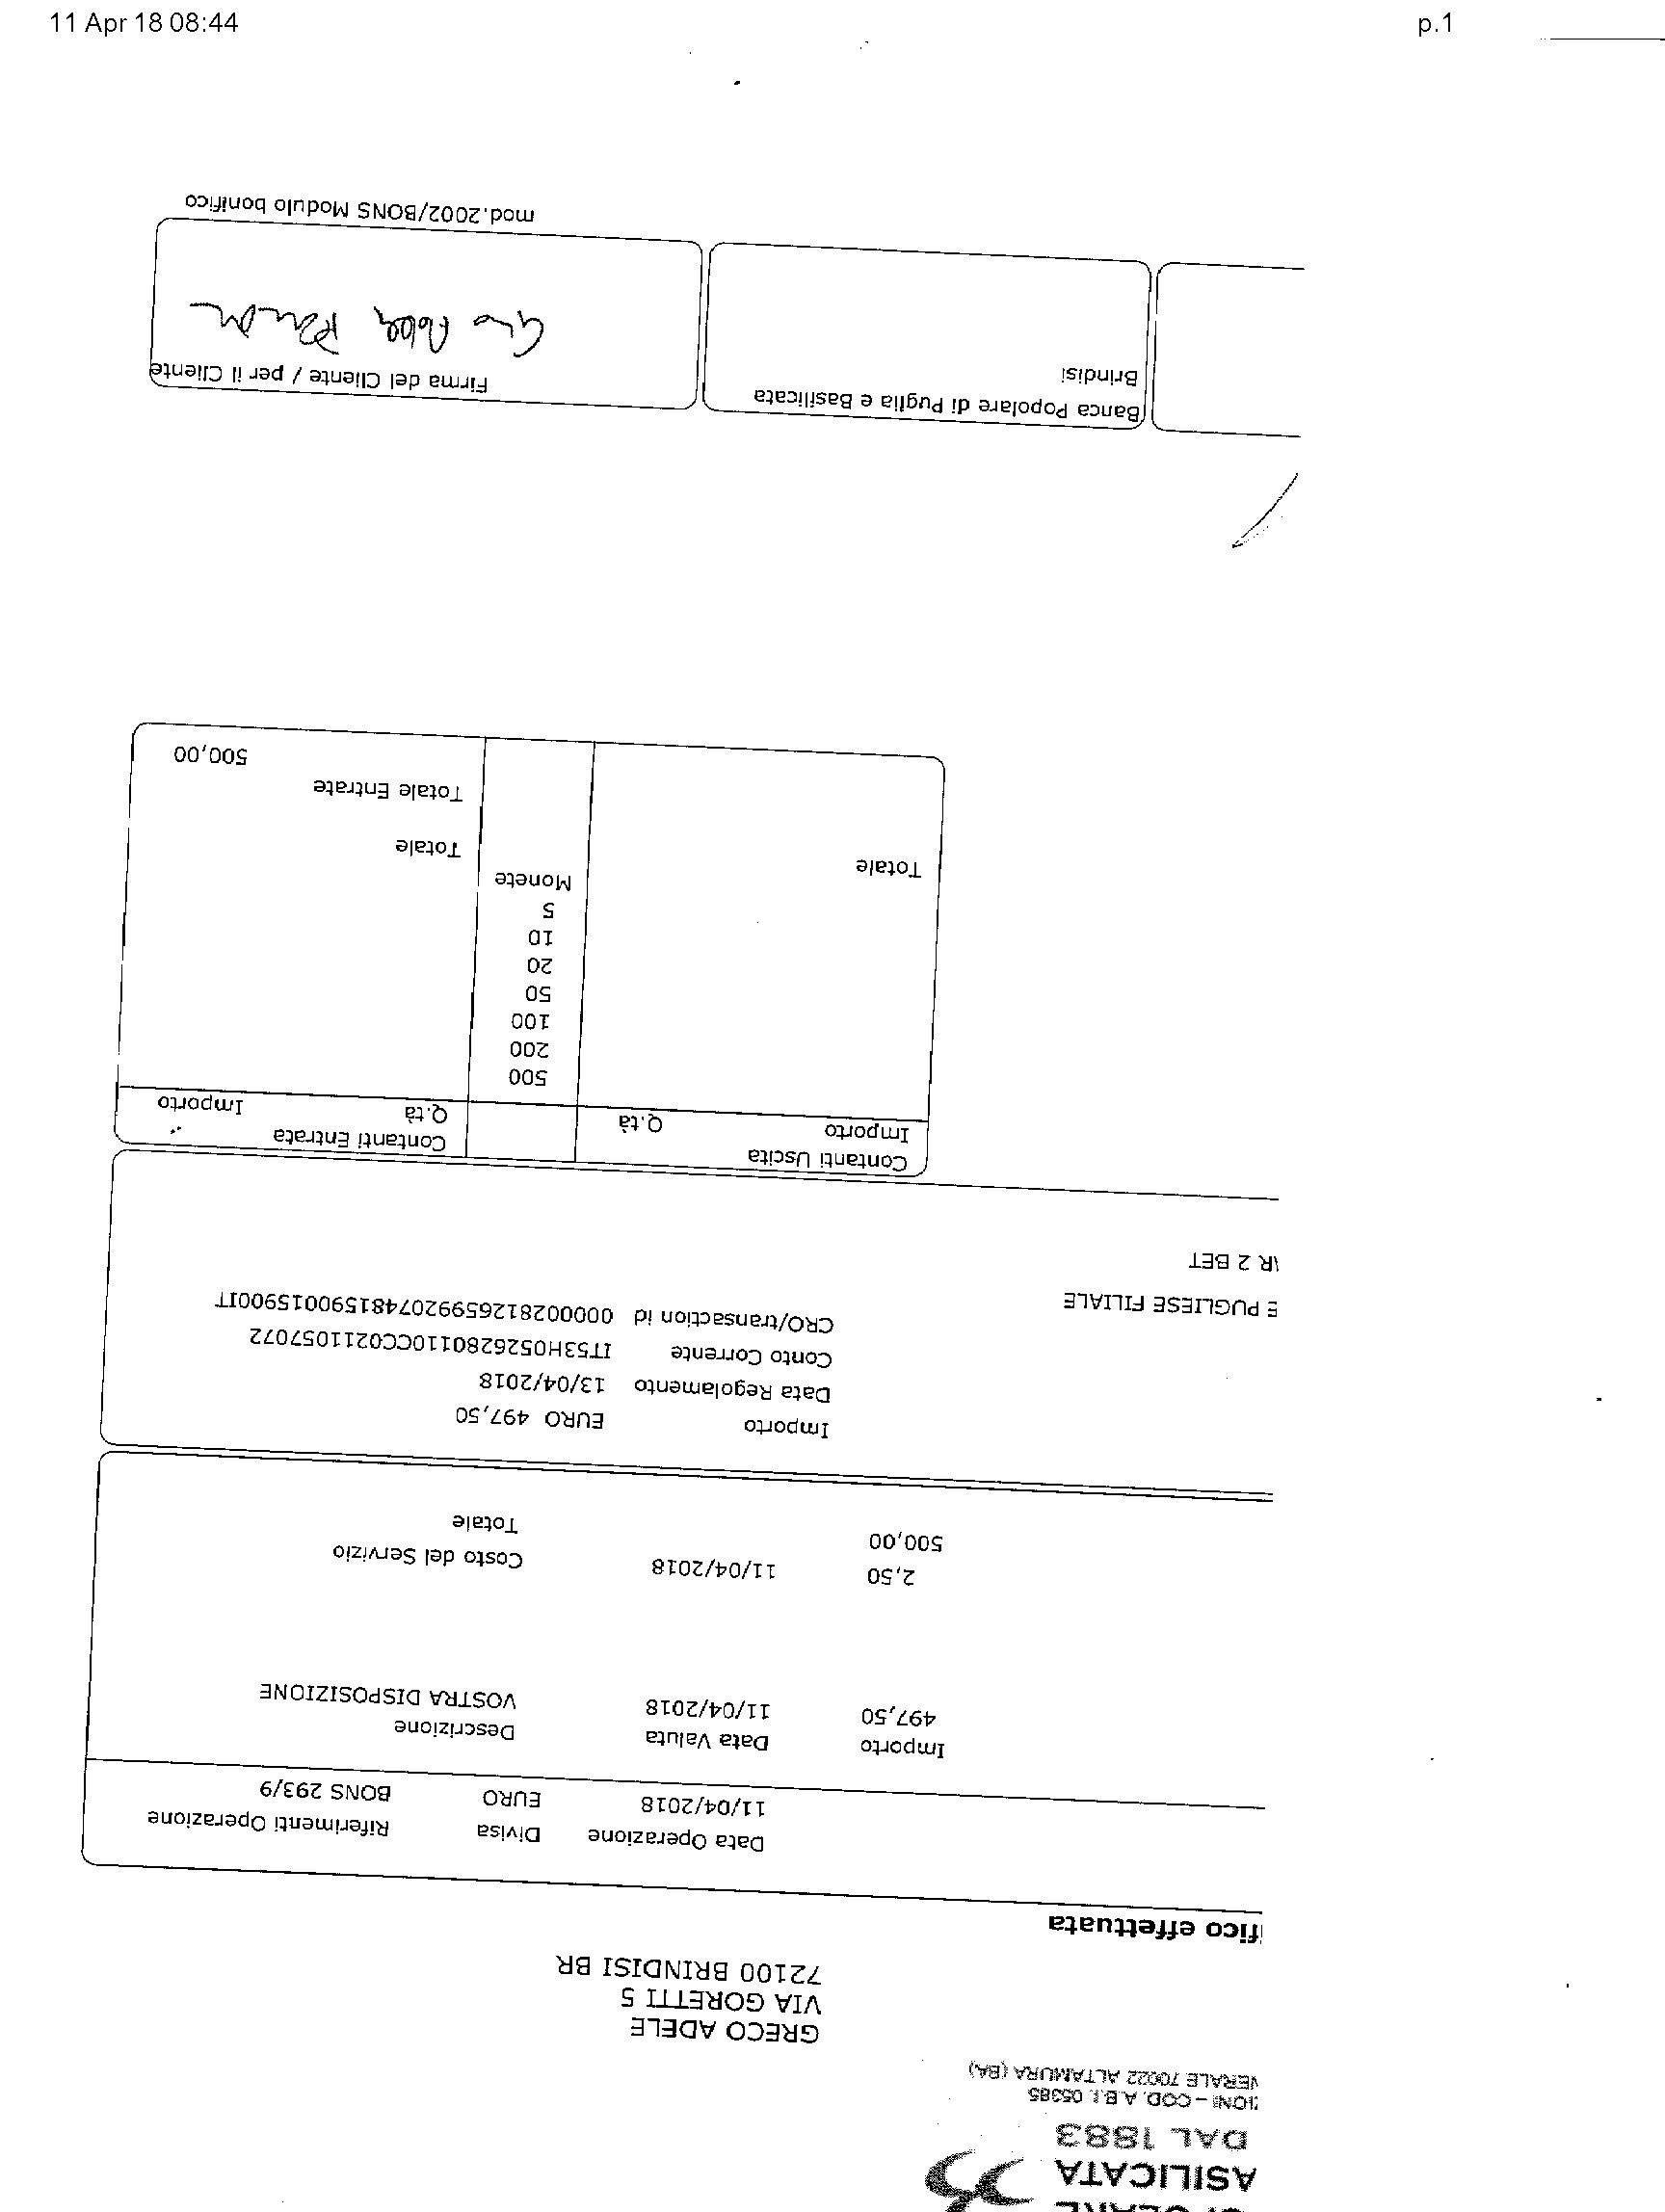 11 Apr 18 08:44 p.1
ASILICATA
DAL 1883
IONI – COD. A.B.I. 05385
VERALE 70022 ALTAMURA (BA)
GRECO ADELE
VIA GORETTI 5
72100 BRINDISI BR
fico effettuata
Data Operazione Divisa Riferimenti Operazione
11/04/2018 EURO BONS 293/9
Importo Data Valuta Descrizione
497,50 11/04/2018 VOSTRA DISPOSIZIONE
2,50 11/04/2018 Costo del Servizio
500,00 Totale
Importo EURO 497,50
Data Regolamento 13/04/2018
Conto Corrente IT53H0526280110CC0211057072
E PUGLIESE FILIALE CRO/transaction id 0000028126599207481590015900IT
R 2 BET
Contanti Uscita Contanti Entrata
Importo Q.tà Q.tà Importo
500
200
100
50
20
10
5
Monete
Totale Totale
Totale Entrate
500,00
Banca Popolare di Puglia e Basilicata Firma del Cliente / per il Cliente
Brindisi
mod.2002/BONS Modulo bonifico